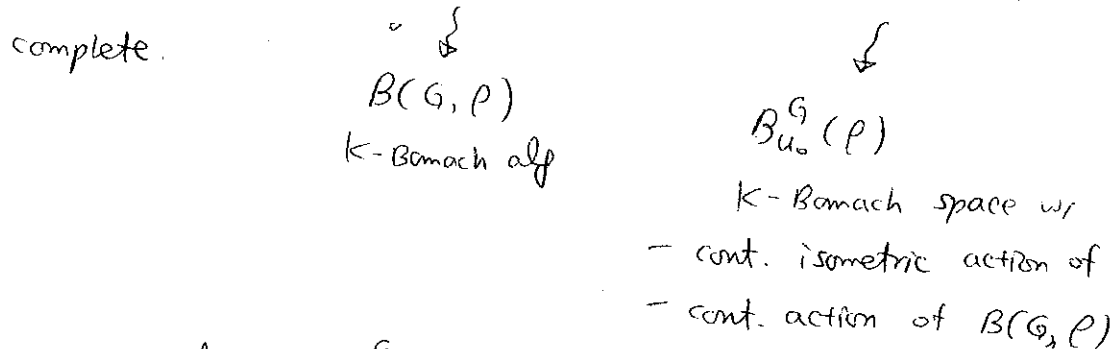 complete.
B(G, ρ)
K-Banach alg
B^G_{U_0}(ρ)
K-Banach space w/
- cont. isometric action of
- cont. action of B(G, ρ)